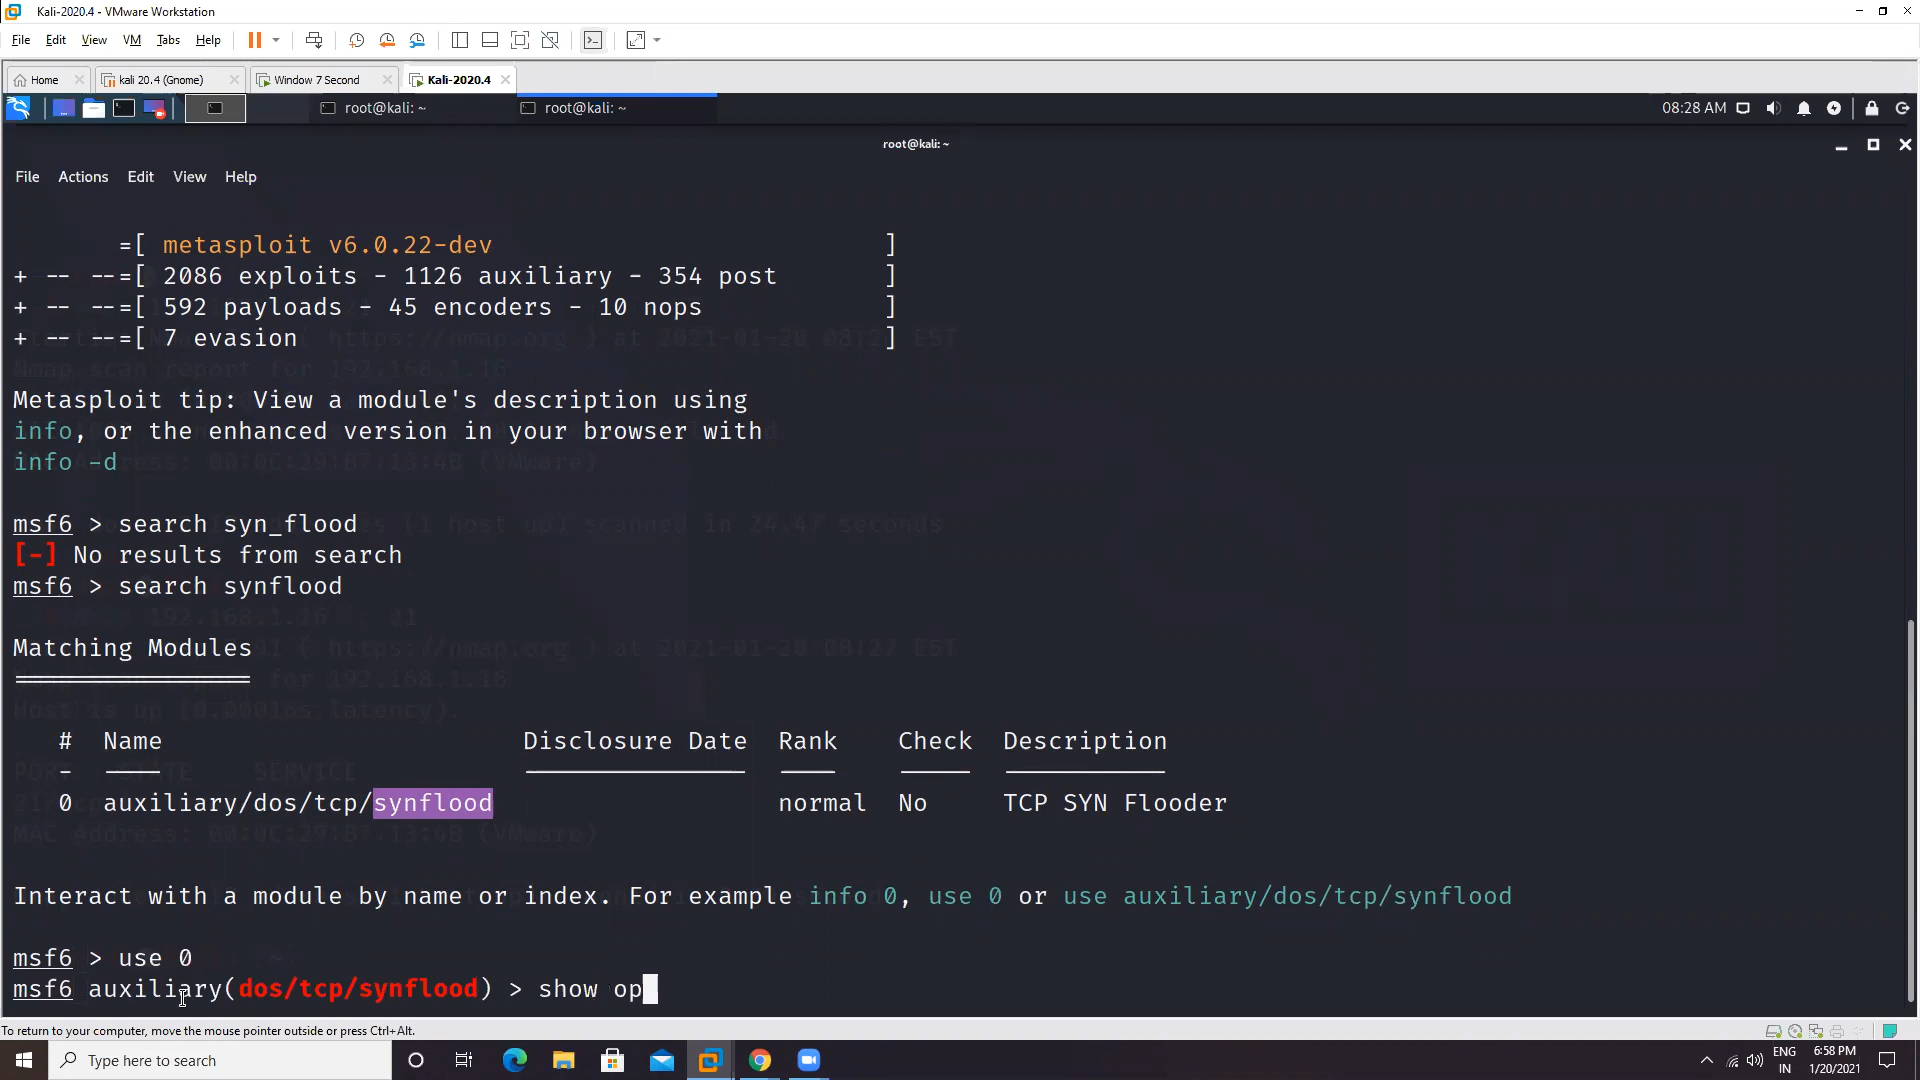 Kali-2020.4 - VMware Workstation
File Edit View VM Tabs Help
Home kali 20.4 (Gnome) Window 7 Second Kali-2020.4
root@kali: ~ root@kali: ~ 08:28 AM
root@kali: ~
File Actions Edit View Help
=[ metasploit v6.0.22-dev ]
+ -- --=[ 2086 exploits - 1126 auxiliary - 354 post ]
+ -- --=[ 592 payloads - 45 encoders - 10 nops ]
+ -- --=[ 7 evasion ]
Metasploit tip: View a module's description using
info, or the enhanced version in your browser with
info -d
msf6 > search syn_flood
[-] No results from search
msf6 > search synflood
Matching Modules
================
# Name Disclosure Date Rank Check Description
- ---- --------------- ---- ----- -----------
0 auxiliary/dos/tcp/synflood normal No TCP SYN Flooder
Interact with a module by name or index. For example info 0, use 0 or use auxiliary/dos/tcp/synflood
msf6 > use 0
msf6 auxiliary(dos/tcp/synflood) > show op
To return to your computer, move the mouse pointer outside or press Ctrl+Alt.
Type here to search
ENG
IN
6:58 PM
1/20/2021